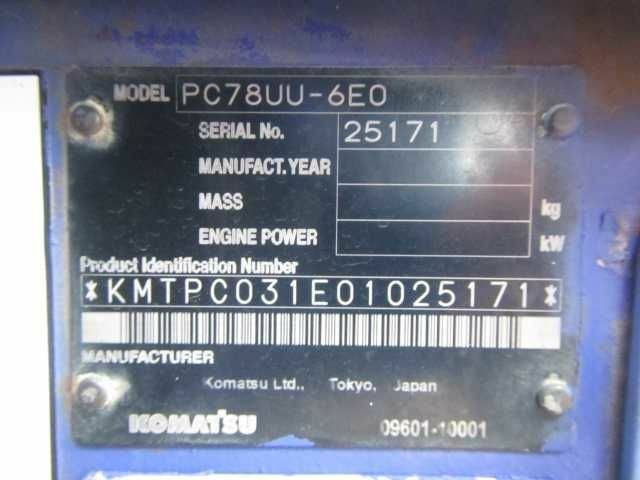 MODEL PC78UU-6E0
SERIAL No. 25171
MANUFACT.YEAR
MASS kg
ENGINE POWER kW
Product Identification Number
*KMTPC031E01025171*
MANUFACTURER
Komatsu Ltd., Tokyo, Japan
KOMATSU 09601-10001